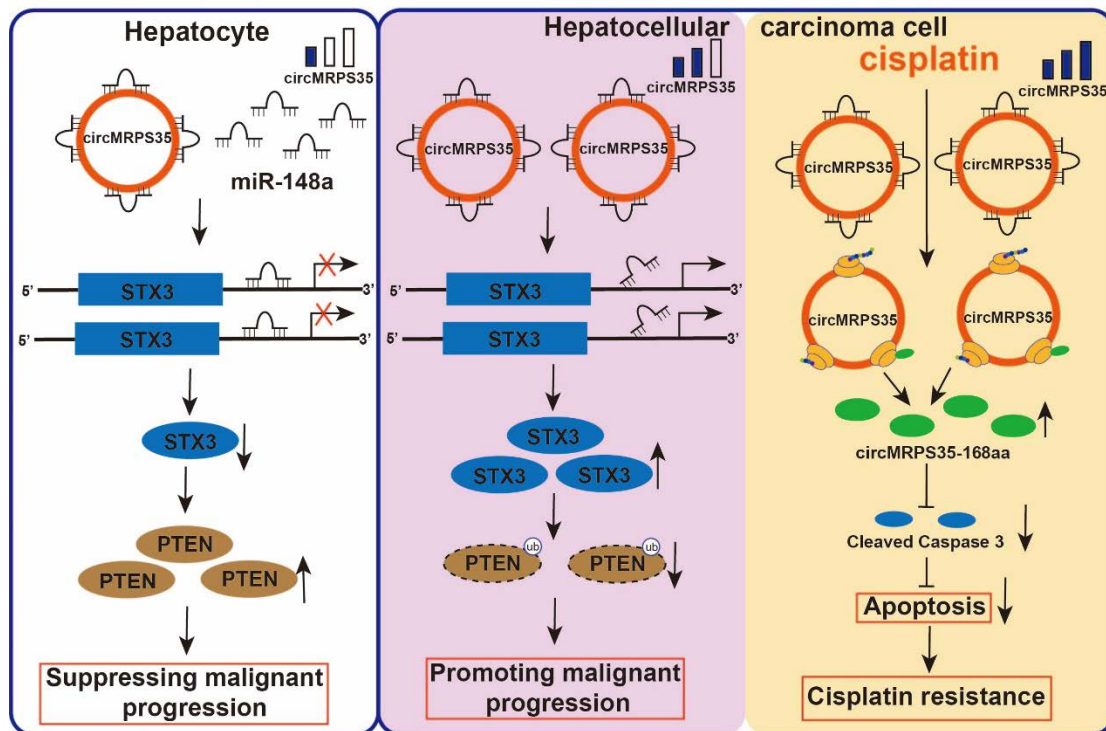 Hepatocyte
circMRPS35
circMRPS35
miR-148a
5’ STX3 3’
5’ STX3 3’
STX3
PTEN
PTEN PTEN
Suppressing malignant
progression
Hepatocellular carcinoma cell
circMRPS35
circMRPS35 circMRPS35
5’ STX3 3’
5’ STX3 3’
STX3
STX3 STX3
ub ub
PTEN PTEN
Promoting malignant
progression
cisplatin
circMRPS35
circMRPS35 circMRPS35
circMRPS35 circMRPS35
circMRPS35-168aa
Cleaved Caspase 3
Apoptosis
Cisplatin resistance